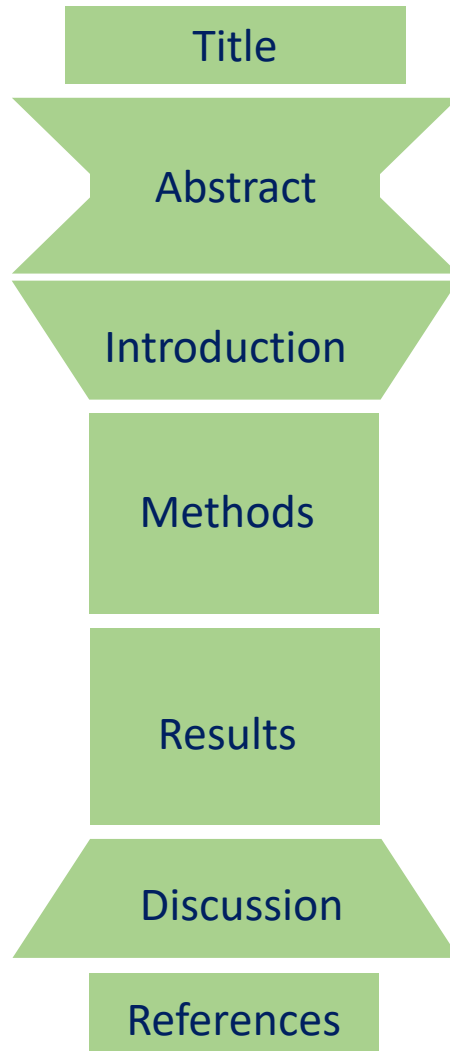 Title
Abstract
Introduction
Methods
Results
Discussion
References